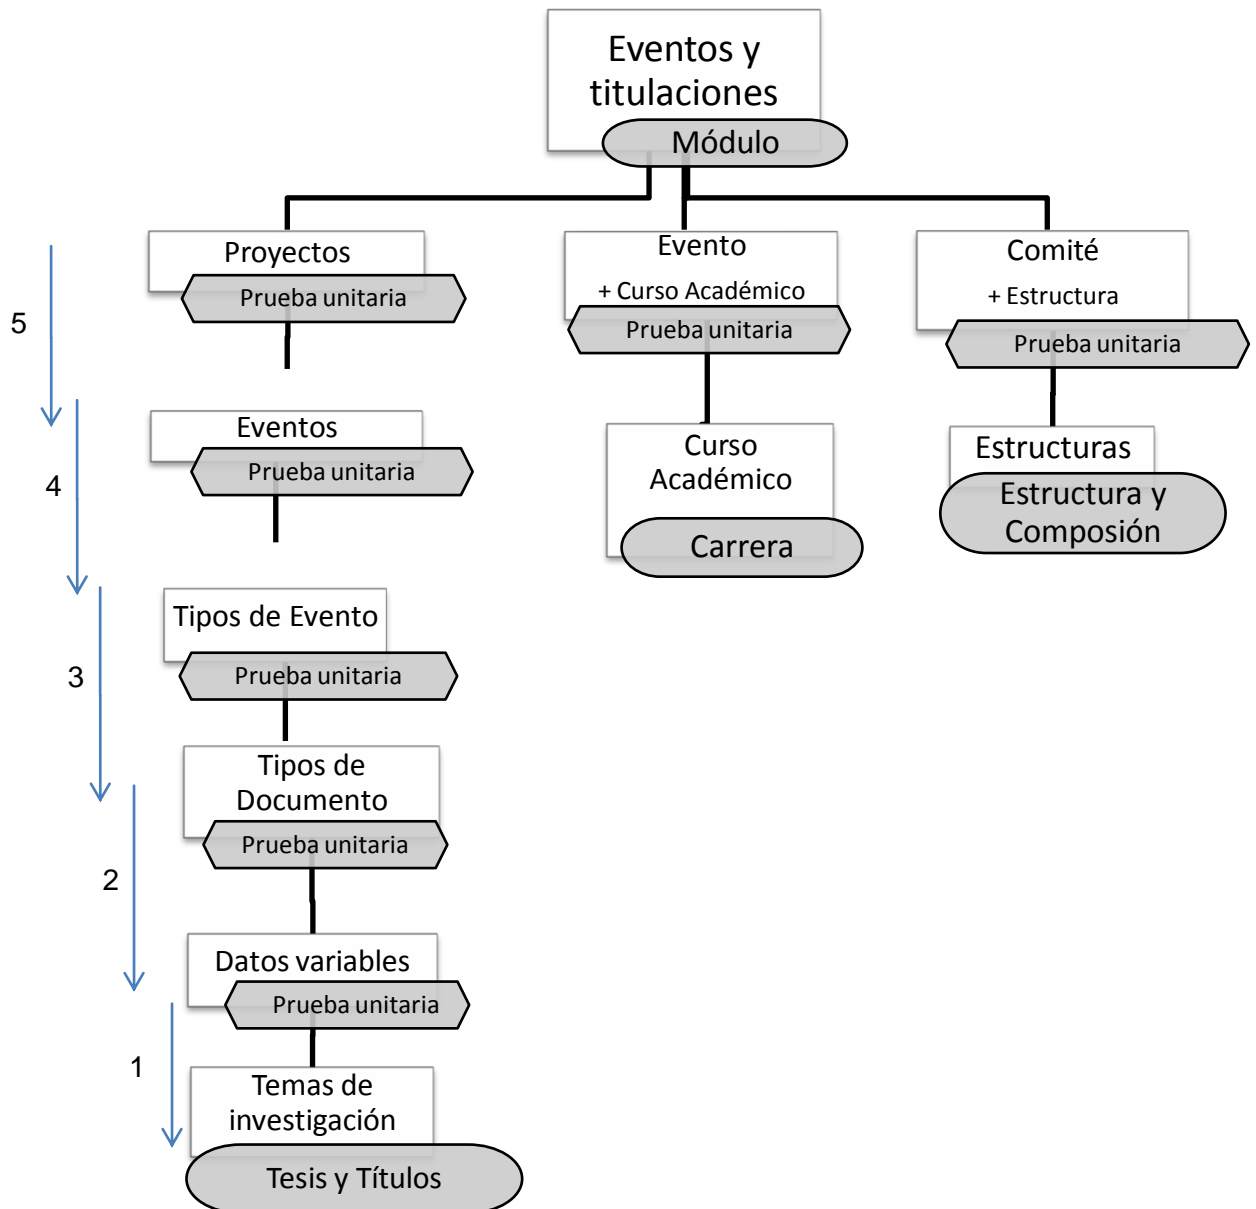 Eventos y
titulaciones
Módulo
Proyectos
Prueba unitaria
Evento
+ Curso Académico
Prueba unitaria
Comité
+ Estructura
Prueba unitaria
5
Eventos
Prueba unitaria
Curso
Académico
Carrera
Estructuras
Estructura y
Composión
4
Tipos de Evento
Prueba unitaria
3
Tipos de
Documento
Prueba unitaria
2
Datos variables
Prueba unitaria
1
Temas de
investigación
Tesis y Títulos